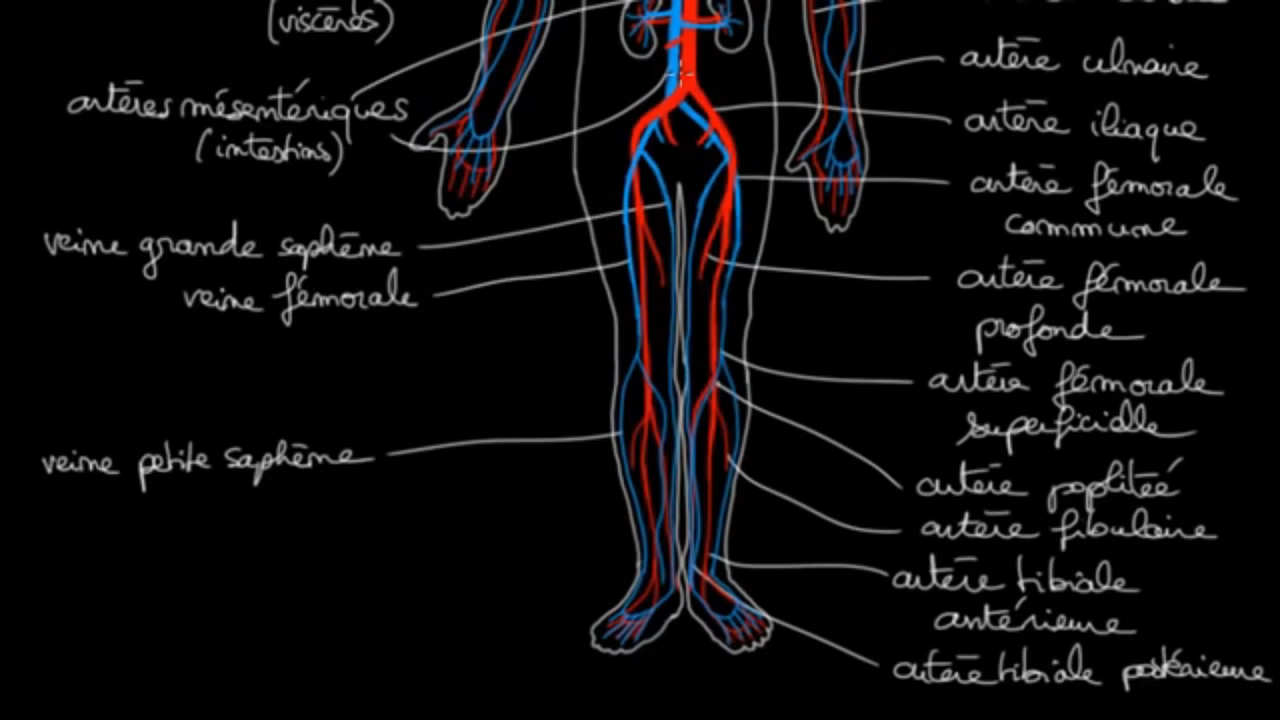 (viscères)
artères mésentériques
(intestins)
veine grande saphène
veine fémorale
veine petite saphène
artère ulnaire
artère iliaque
artère fémorale
commune
artère fémorale
profonde
artère fémorale
superficielle
artère poplitéé
artère fibulaire
artère tibiale
antérieure
artère tibiale postérieure